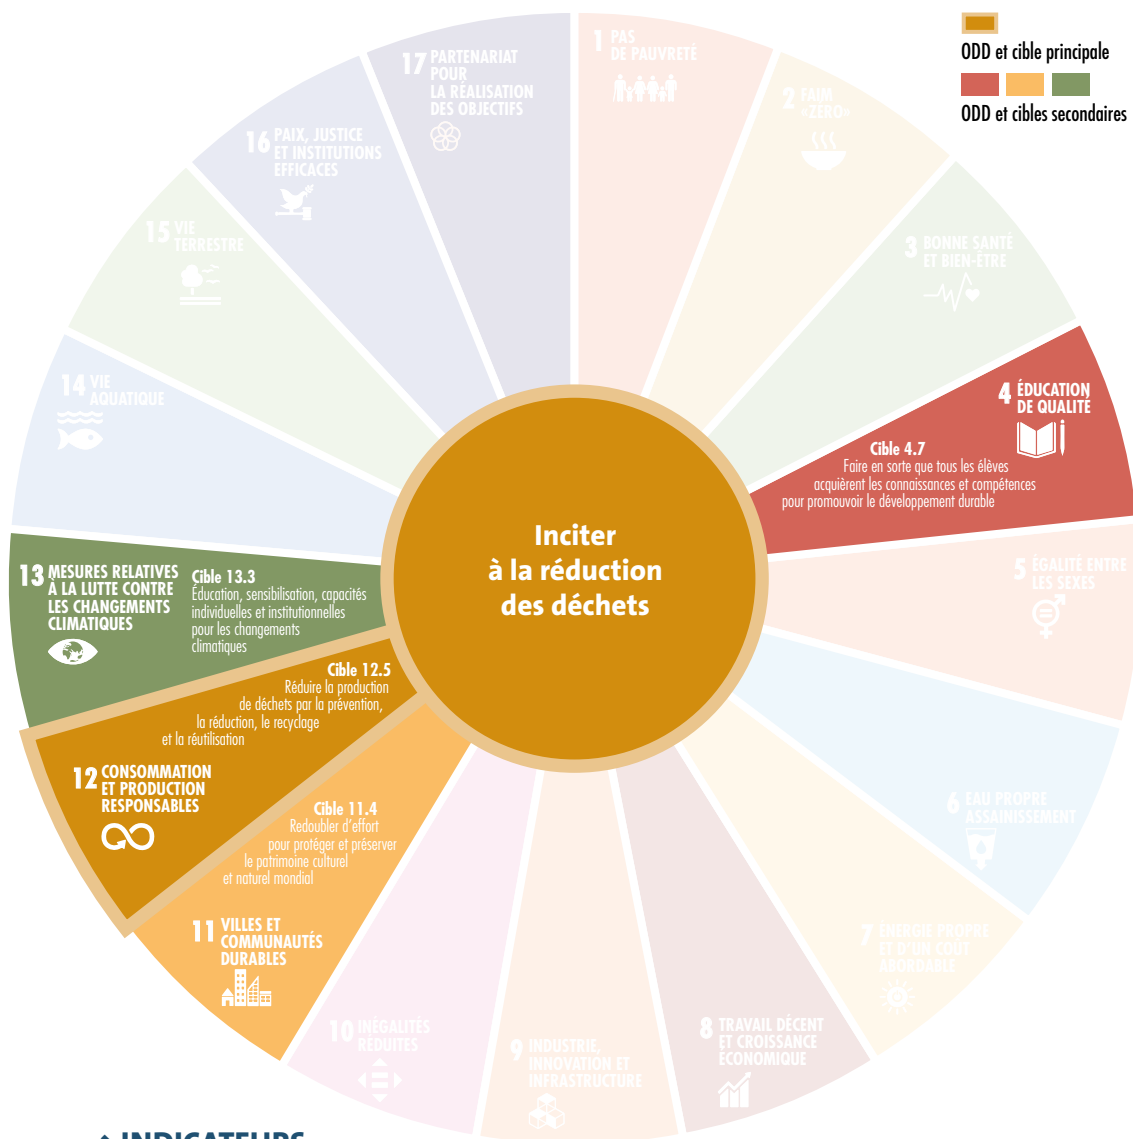 ODD et cible principale
ODD et cibles secondaires
1 PAS
DE PAUVRETÉ
2 FAIM
«ZÉRO»
3 BONNE SANTÉ
ET BIEN-ÊTRE
4 ÉDUCATION
DE QUALITÉ
Cible 4.7
Faire en sorte que tous les élèves
acquièrent les connaissances et compétences
pour promouvoir le développement durable
5 ÉGALITÉ ENTRE
LES SEXES
6 EAU PROPRE
ASSAINISSEMENT
7 ÉNERGIE PROPRE
ET D'UN COÛT
ABORDABLE
8 TRAVAIL DÉCENT
ET CROISSANCE
ÉCONOMIQUE
9 INDUSTRIE,
INNOVATION ET
INFRASTRUCTURE
10 INÉGALITÉS
RÉDUITES
11 VILLES ET
COMMUNAUTÉS
DURABLES
Cible 11.4
Redoubler d'effort
pour protéger et préserver
le patrimoine culturel
et naturel mondial
12 CONSOMMATION
ET PRODUCTION
RESPONSABLES
Cible 12.5
Réduire la production
de déchets par la prévention,
la réduction, le recyclage
et la réutilisation
13 MESURES RELATIVES
À LA LUTTE CONTRE
LES CHANGEMENTS
CLIMATIQUES
Cible 13.3
Éducation, sensibilisation, capacités
individuelles et institutionnelles
pour les changements
climatiques
14 VIE
AQUATIQUE
15 VIE
TERRESTRE
16 PAIX, JUSTICE
ET INSTITUTIONS
EFFICACES
17 PARTENARIAT
POUR
LA RÉALISATION
DES OBJECTIFS
Inciter
à la réduction
des déchets
INDICATEURS